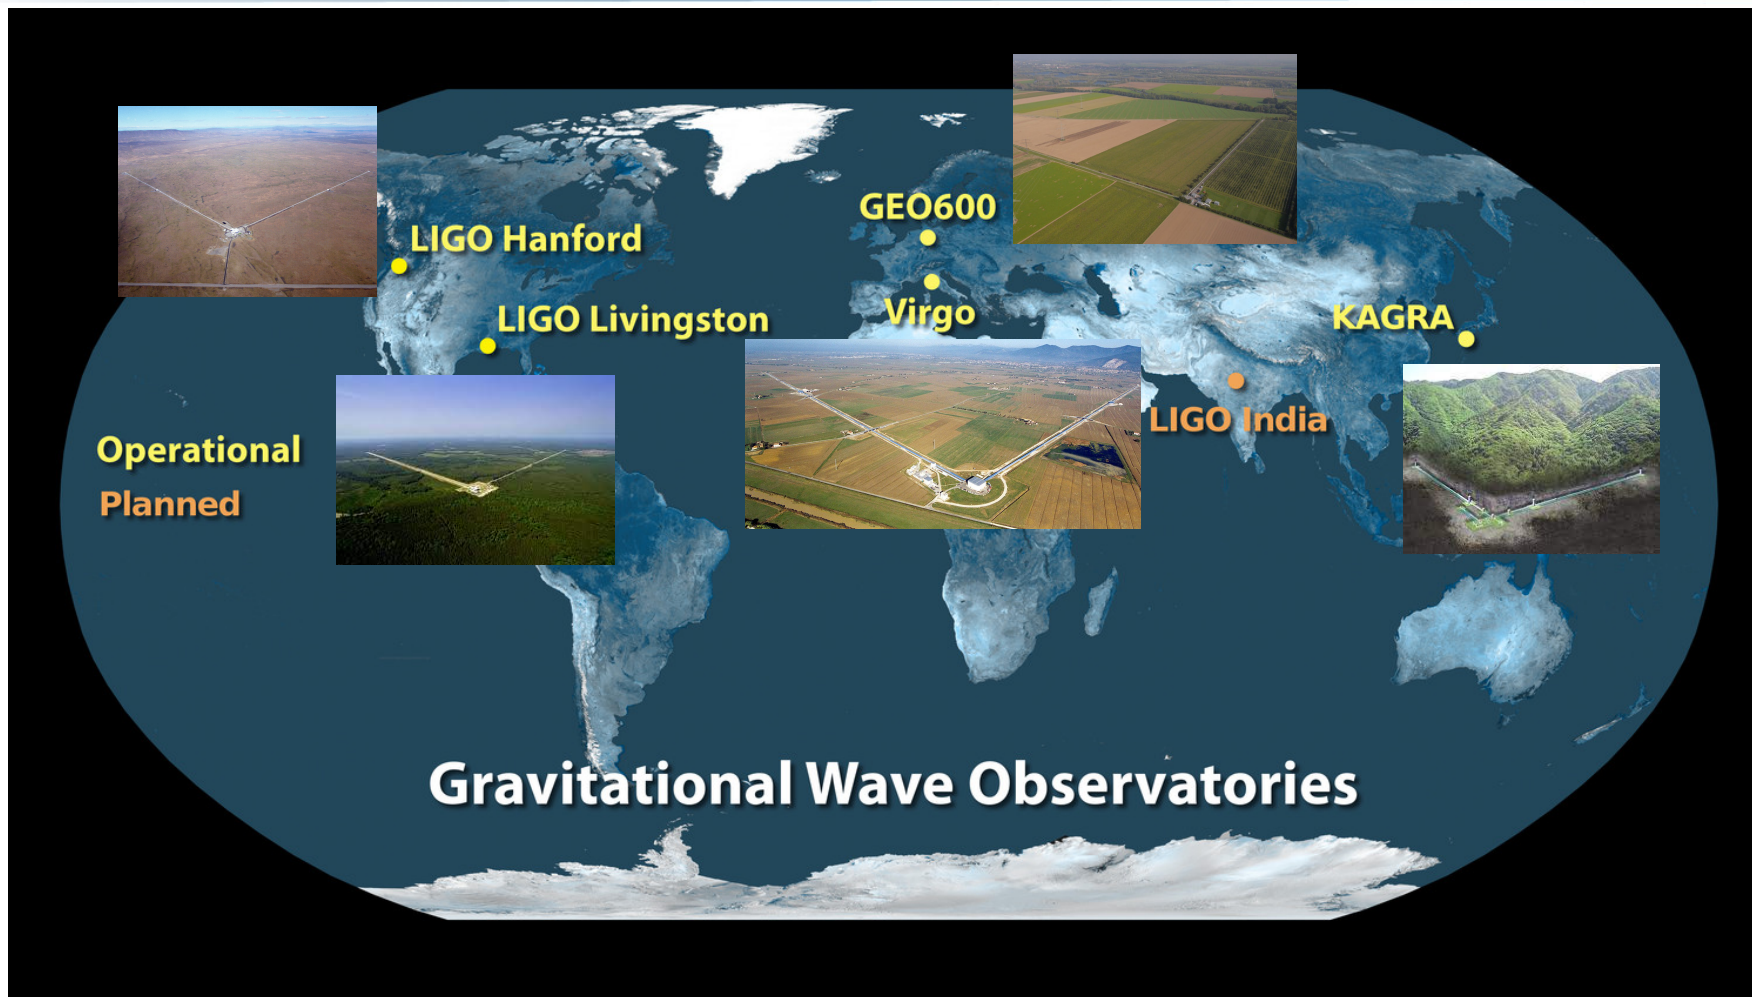 GEO600
LIGO Hanford
Virgo
LIGO Livingston
KAGRA
LIGO India
Operational
Planned
Gravitational Wave Observatories